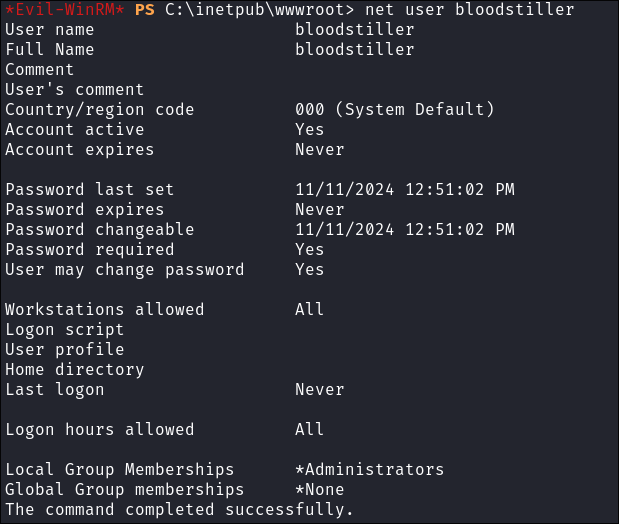 *Evil-WinRM* PS C:\inetpub\wwwroot> net user bloodstiller
User name                    bloodstiller
Full Name                    bloodstiller
Comment
User's comment
Country/region code          000 (System Default)
Account active               Yes
Account expires              Never

Password last set            11/11/2024 12:51:02 PM
Password expires             Never
Password changeable          11/11/2024 12:51:02 PM
Password required            Yes
User may change password     Yes

Workstations allowed         All
Logon script
User profile
Home directory
Last logon                   Never

Logon hours allowed          All

Local Group Memberships      *Administrators
Global Group memberships     *None
The command completed successfully.